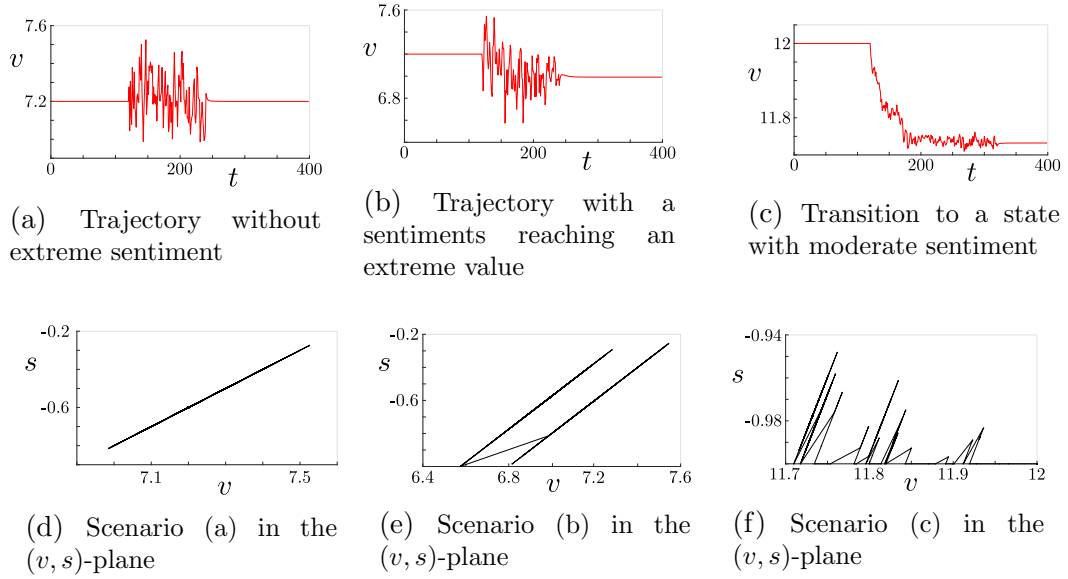 7.6
v
7.2
0
200
t
400
7.6
v
6.8
0
200
t
400
12
v
11.8
0
200
t
400
(a) Trajectory without
extreme sentiment
(b) Trajectory with a
sentiments reaching an
extreme value
(c) Transition to a state
with moderate sentiment
-0.2
s
-0.6
7.1
v
7.5
-0.2
s
-0.6
6.4
6.8
v
7.2
7.6
-0.94
s
-0.98
11.7
11.8
v
11.9
12
(d) Scenario (a) in the
(v, s)-plane
(e) Scenario (b) in the
(v, s)-plane
(f) Scenario (c) in the
(v, s)-plane